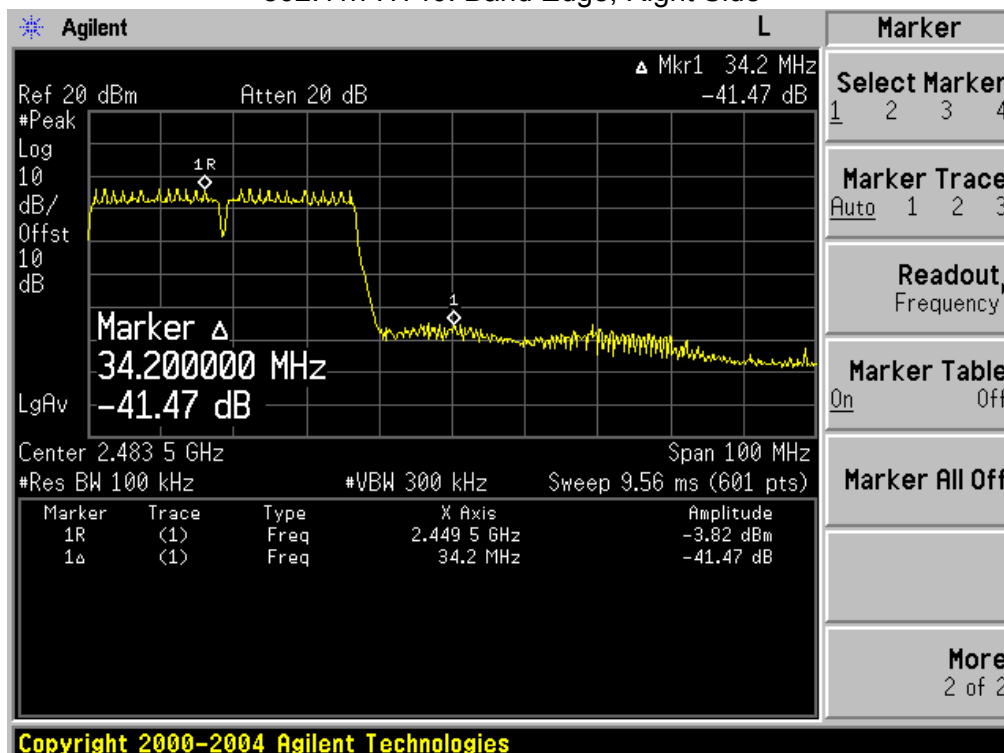 Agilent L
Δ Mkr1 34.2 MHz
Ref 20 dBm Atten 20 dB -41.47 dB
#Peak
Log
10
dB/
Offst
10
dB
LgAv
1R
1
Marker Δ
34.200000 MHz
-41.47 dB
Center 2.483 5 GHz Span 100 MHz
#Res BW 100 kHz #VBW 300 kHz Sweep 9.56 ms (601 pts)
Marker Trace Type X Axis Amplitude
1R (1) Freq 2.449 5 GHz -3.82 dBm
1Δ (1) Freq 34.2 MHz -41.47 dB
Marker
Select Marker
1 2 3 4
Marker Trace
Auto 1 2 3
Readout
Frequency
Marker Table
On Off
Marker All Off
More
2 of 2
Copyright 2000-2004 Agilent Technologies